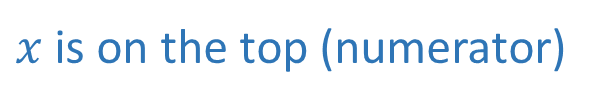 x is on the top (numerator)